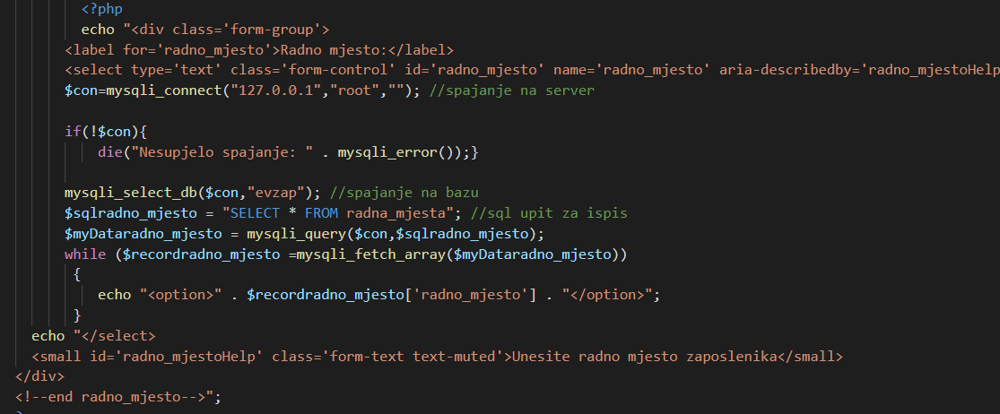 <?php
echo "<div class='form-group'>
<label for='radno_mjesto'>Radno mjesto:</label>
<select type='text' class='form-control' id='radno_mjesto' name='radno_mjesto' aria-describedby='radno_mjestoHelp
$con=mysqli_connect("127.0.0.1","root",""); //spajanje na server
if(!$con){
die("Nesupjelo spajanje: " . mysqli_error());}
mysqli_select_db($con,"evzap"); //spajanje na bazu
$sqlradno_mjesto = "SELECT * FROM radna_mjesta"; //sql upit za ispis
$myDataradno_mjesto = mysqli_query($con,$sqlradno_mjesto);
while ($recordradno_mjesto =mysqli_fetch_array($myDataradno_mjesto))
{
echo "<option>" . $recordradno_mjesto['radno_mjesto'] . "</option>";
}
echo "</select>
<small id='radno_mjestoHelp' class='form-text text-muted'>Unesite radno mjesto zaposlenika</small>
</div>
<!--end radno_mjesto-->";